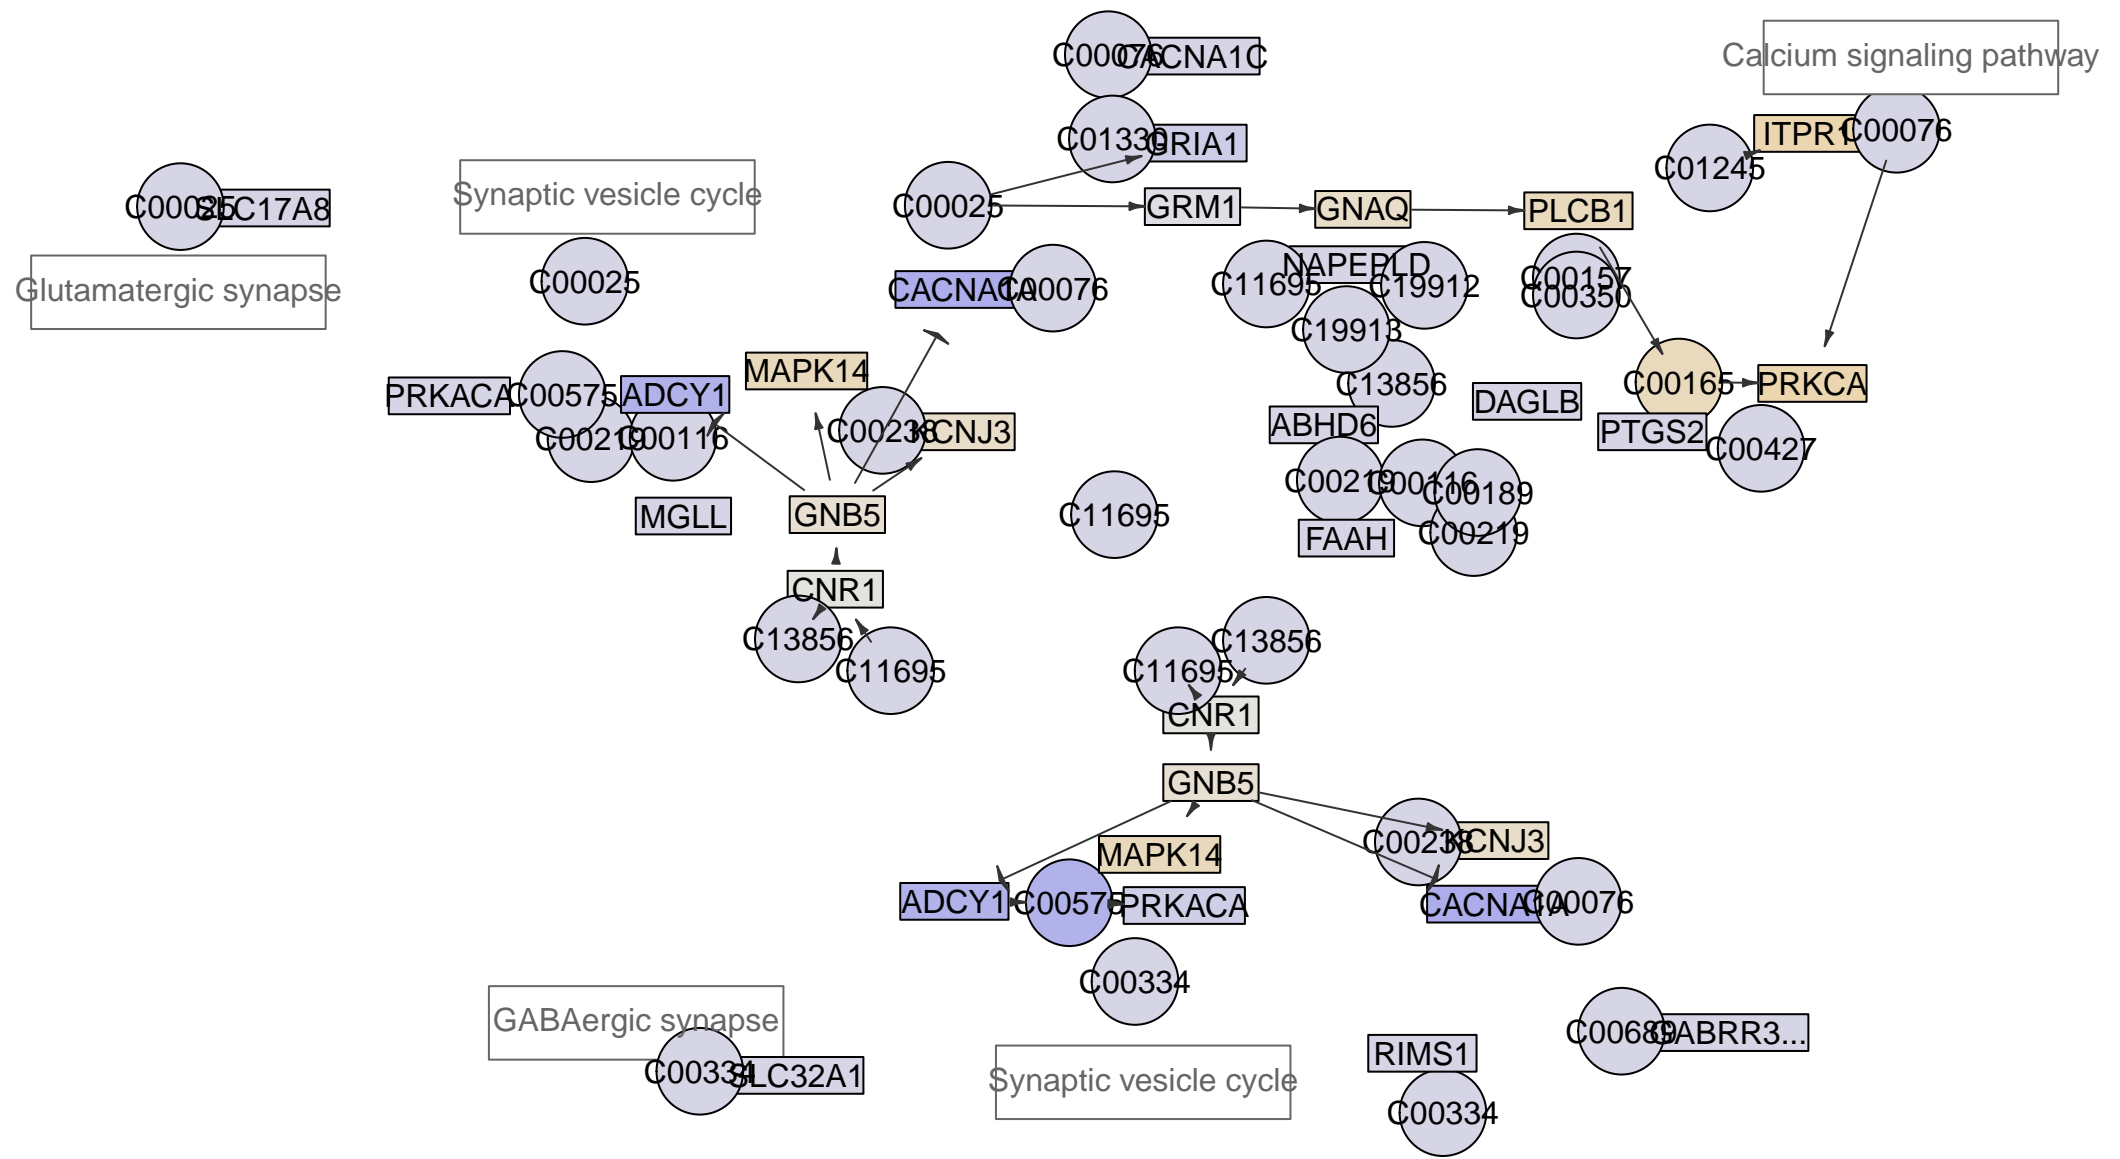 C00076
CACNA1C
Calcium signaling pathway
C01330
GRIA1
ITPR1
C00076
C01245
C00025
SLC17A8
Synaptic vesicle cycle
C00025
GRM1
GNAQ
PLCB1
Glutamatergic synapse
C00025
CACNA1A
C00076
C11695
NAPEPLD
C19912
C00157
C00350
C19913
C13856
MAPK14
PRKACA
C00575
ADCY1
C00219
C00116
C00238
KCNJ3
ABHD6
DAGLB
C00165
PRKCA
PTGS2
C00427
MGLL
GNB5
C11695
C00219
C00116
C00189
C00219
FAAH
CNR1
C13856
C11695
C11695
C13856
CNR1
GNB5
MAPK14
C00238
KCNJ3
ADCY1
C00575
PRKACA
CACNA1A
C00076
C00334
GABAergic synapse
C00334
SLC32A1
Synaptic vesicle cycle
RIMS1
C00334
C00689
GABRR3...